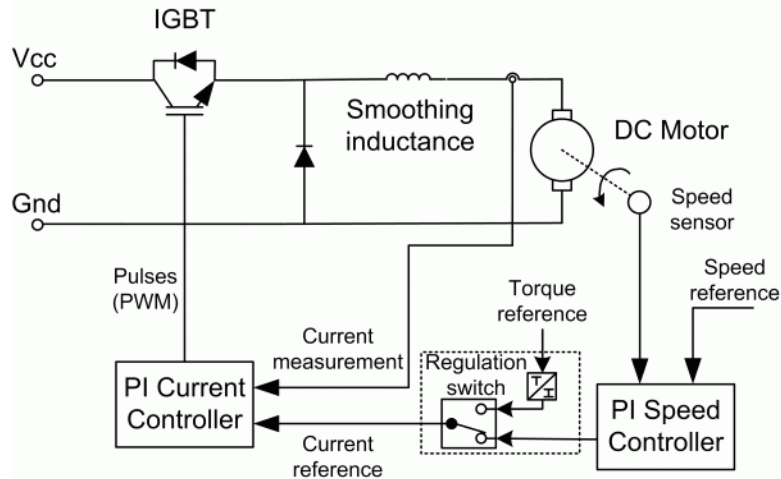 IGBT
Vcc
Smoothing
inductance
DC Motor
Gnd
Speed
sensor
Pulses
(PWM)
Torque
reference
Speed
reference
Current
measurement
Regulation
switch
T
I
PI Current
Controller
PI Speed
Controller
Current
reference